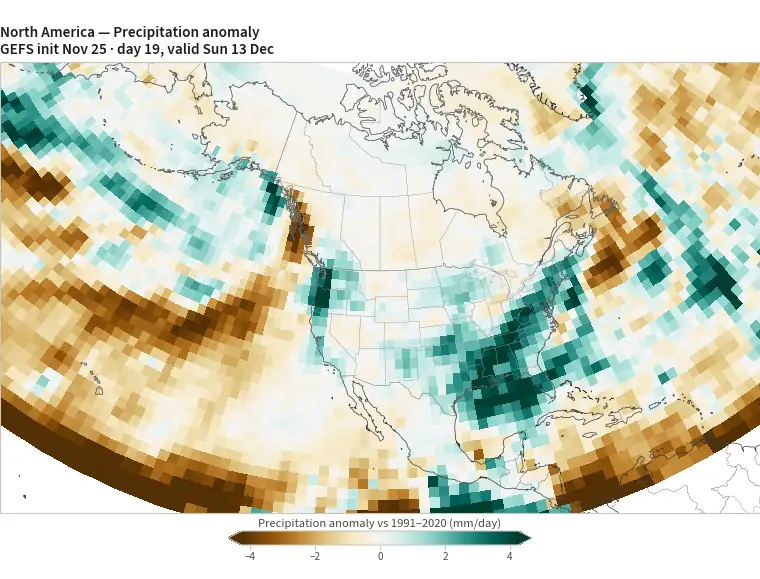 North America — Precipitation anomaly
GEFS init Nov 25 · day 19, valid Sun 13 Dec
Precipitation anomaly vs 1991–2020 (mm/day)
−4 −2 0 2 4